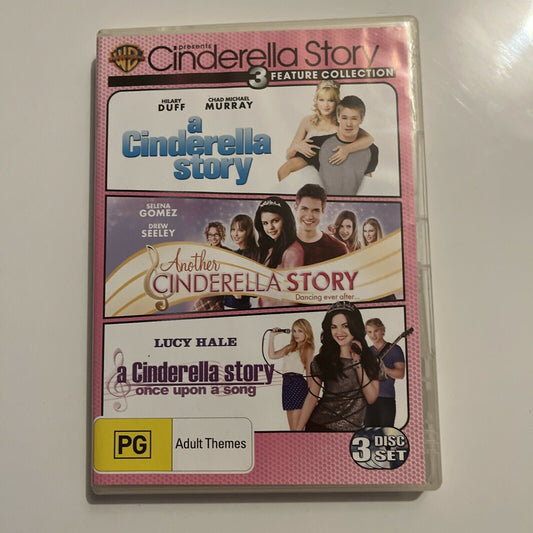 WB
presents
Cinderella Story
3 FEATURE COLLECTION
HILARY DUFF
CHAD MICHAEL MURRAY
a
Cinderella
story
SELENA
GOMEZ
DREW
SEELEY
Another
CINDERELLA STORY
Dancing ever after...
LUCY HALE
a Cinderella story
once upon a song
PG
Adult Themes
3 DISC
SET